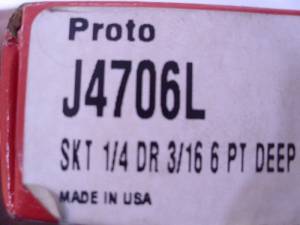 Proto
J4706L
SKT 1/4 DR 3/16 6 PT DEEP
MADE IN USA